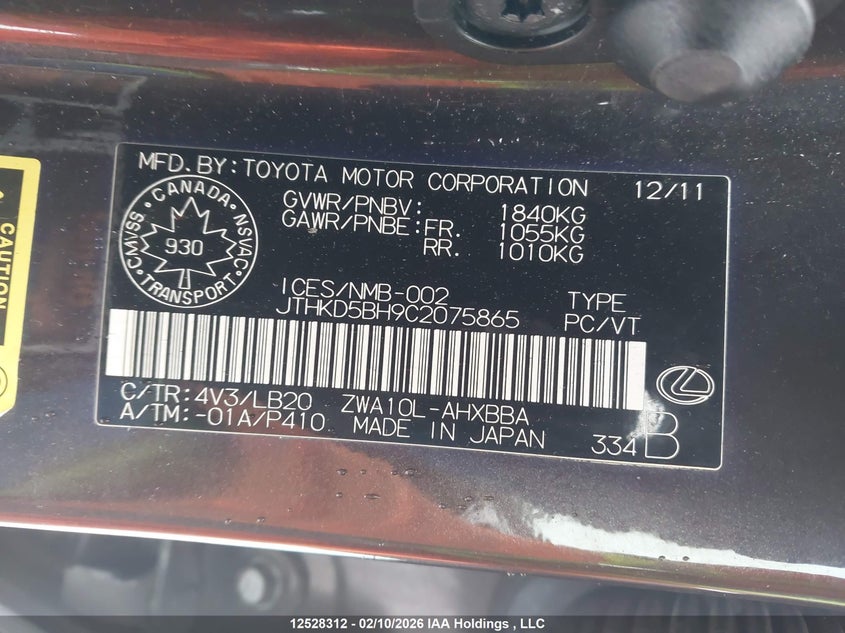 MFD. BY: TOYOTA MOTOR CORPORATION 12/11
GVWR/PNBV: 1840KG
GAWR/PNBE: FR. 1055KG
RR. 1010KG
CANADA
CMVSS NSVAC
930
TRANSPORT
ICES/NMB-002
JTHKD5BH9C2075865
TYPE
PC/VT
C/TR: 4V3/LB20 ZWA10L-AHXBBA
A/TM: -01A/P410 MADE IN JAPAN
334 B
CAUTION
12528312 - 02/10/2026 IAA Holdings , LLC